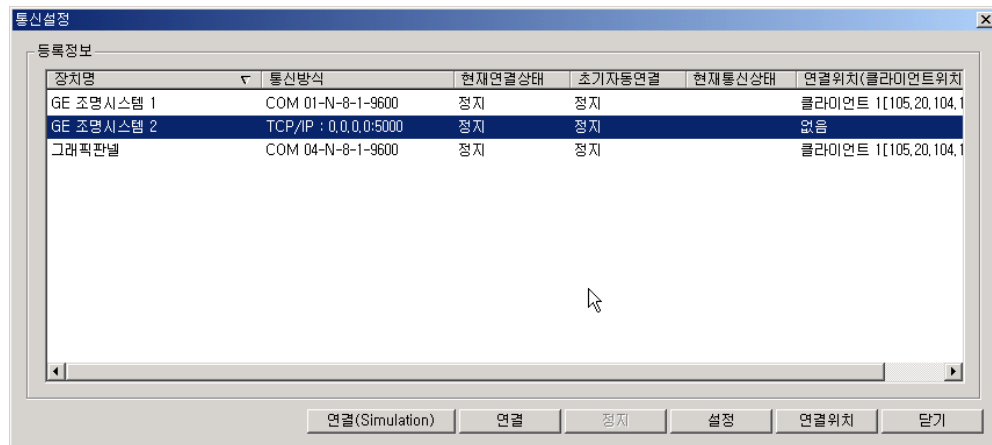 통신설정
등록정보
장치명 통신방식 현재연결상태 초기자동연결 현재통신상태 연결위치(클라이언트위치
GE 조명시스템 1 COM 01-N-8-1-9600 정지 정지 클라이언트 1[105,20,104,1
GE 조명시스템 2 TCP/IP : 0,0,0,0:5000 정지 정지 없음
그래픽판넬 COM 04-N-8-1-9600 정지 정지 클라이언트 1[105,20,104,1
연결(Simulation) 연결 정지 설정 연결위치 닫기